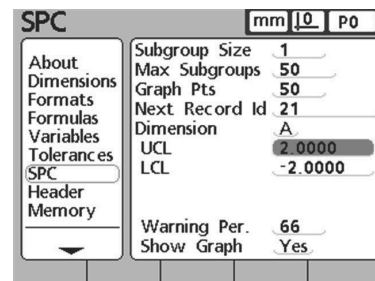 SPC
mm
0
P0
About
Dimensions
Formats
Formulas
Variables
Tolerances
SPC
Header
Memory
Subgroup Size 1
Max Subgroups 50
Graph Pts 50
Next Record Id 21
Dimension A
UCL 2.0000
LCL -2.0000
Warning Per. 66
Show Graph Yes